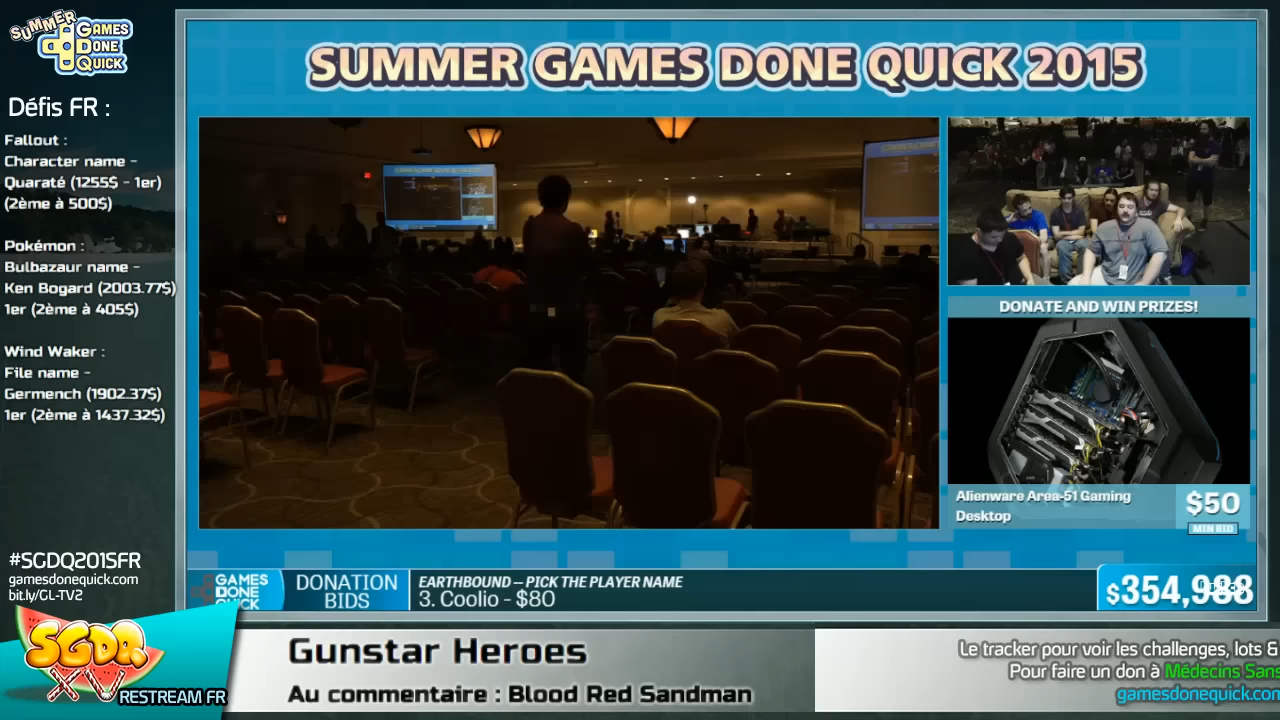 SUMMER
GAMES
DONE
QUICK
Défis FR :
Fallout :
Character name -
Quaraté (1255$ - 1er)
(2ème à 500$)
Pokémon :
Bulbazaur name -
Ken Bogard (2003.77$)
1er (2ème à 405$)
Wind Waker :
File name -
Germench (1902.37$)
1er (2ème à 1437.32$)
#SGDQ2015FR
gamesdonequick.com
bit.ly/GL-TV2
SUMMER GAMES DONE QUICK 2015
DONATE AND WIN PRIZES!
Alienware Area-51 Gaming
Desktop
$50
MIN BID
GAMES
DONE
QUICK
DONATION
BIDS
EARTHBOUND -- PICK THE PLAYER NAME
3. Coolio - $80
$354,988
SGDQ
XV
RESTREAM FR
Gunstar Heroes
Au commentaire : Blood Red Sandman
Le tracker pour voir les challenges, lots &
Pour faire un don à Médecins Sans
gamesdonequick.com